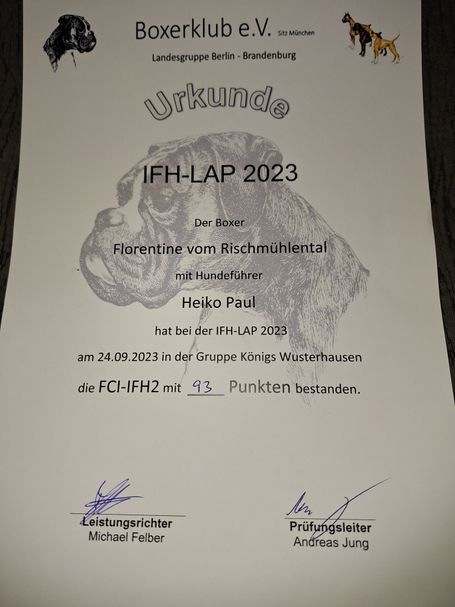 Boxerklub e.V. Sitz München
Landesgruppe Berlin - Brandenburg
Urkunde
IFH-LAP 2023
Der Boxer
Florentine vom Rischmühlental
mit Hundeführer
Heiko Paul
hat bei der IFH-LAP 2023
am 24.09.2023 in der Gruppe Königs Wusterhausen
die FCI-IFH2 mit 93 Punkten bestanden.
Leistungsrichter
Michael Felber
Prüfungsleiter
Andreas Jung